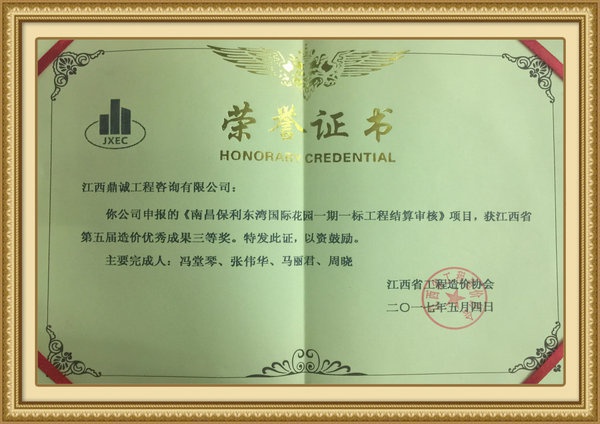 JXEC
荣誉证书
HONORARY CREDENTIAL
江西鼎诚工程咨询有限公司：
你公司申报的《南昌保利东湾国际花园一期一标工程结算审核》项目，获江西省
第五届造价优秀成果三等奖。特发此证，以资鼓励。
主要完成人：冯堂琴、张伟华、马丽君、周晓
江西省工程造价协会
二〇一七年五月四日